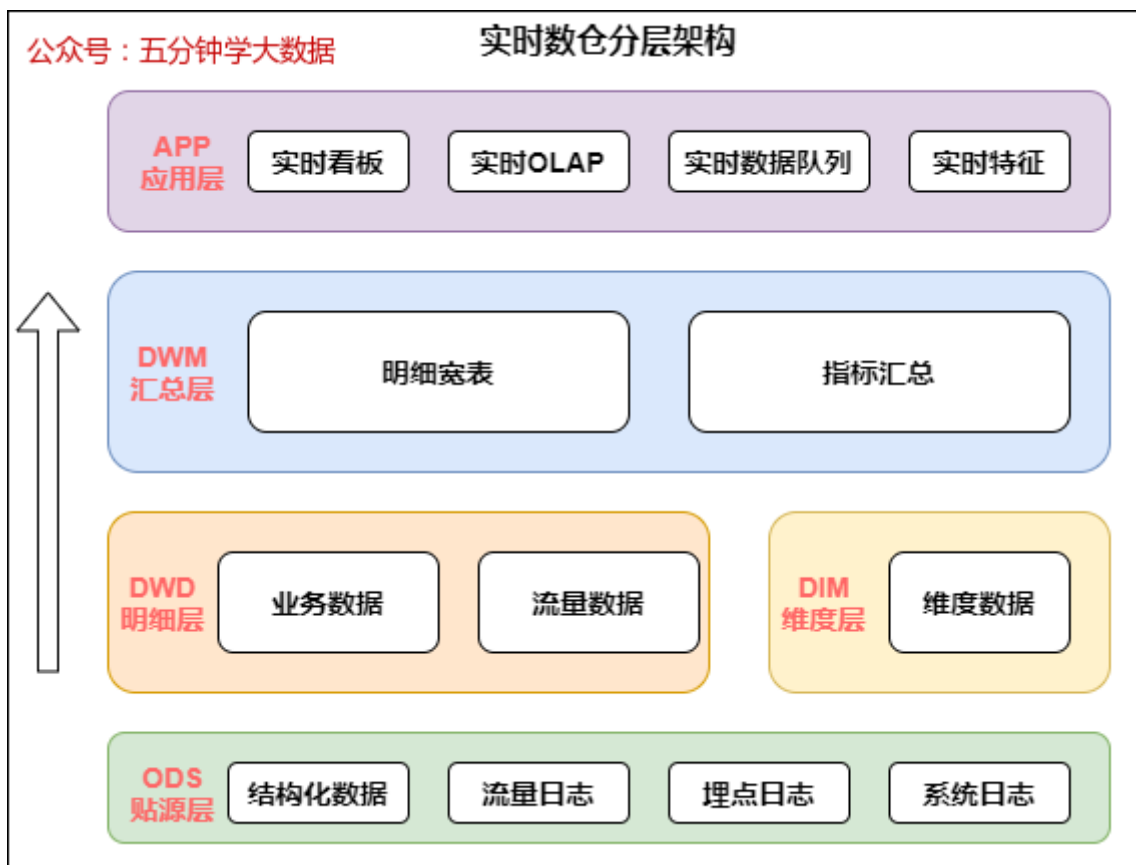 公众号：五分钟学大数据
实时数仓分层架构
APP
应用层
实时看板
实时OLAP
实时数据队列
实时特征
DWM
汇总层
明细宽表
指标汇总
DWD
明细层
业务数据
流量数据
DIM
维度层
维度数据
ODS
贴源层
结构化数据
流量日志
埋点日志
系统日志